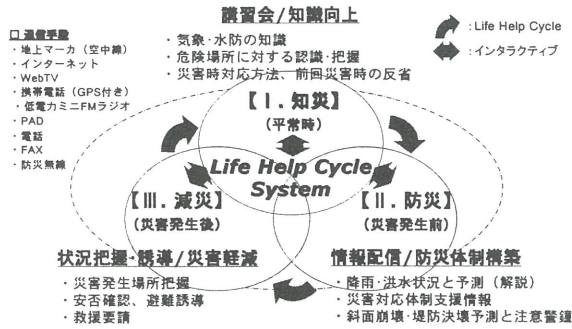 講習会/知識向上
・気象・水防の知識
・危険場所に対する認識・把握
・災害時対応方法、前回災害時の反省
: Life Help Cycle
: インタラクティブ
□ 通信手段
・地上マーカ（空中線）
・インターネット
・WebTV
・携帯電話（GPS付き）
・低電力ミニFMラジオ
・PAD
・電話
・FAX
・防災無線
【Ⅰ. 知災】
（平常時）
Life Help Cycle
System
【Ⅲ. 減災】
（災害発生後）
【Ⅱ. 防災】
（災害発生前）
状況把握・誘導/災害軽減
・災害発生場所把握
・安否確認、避難誘導
・救援要請
情報配信/防災体制構築
・降雨・洪水状況と予測（解説）
・災害対応体制支援情報
・斜面崩壊・堤防決壊予測と注意警鐘